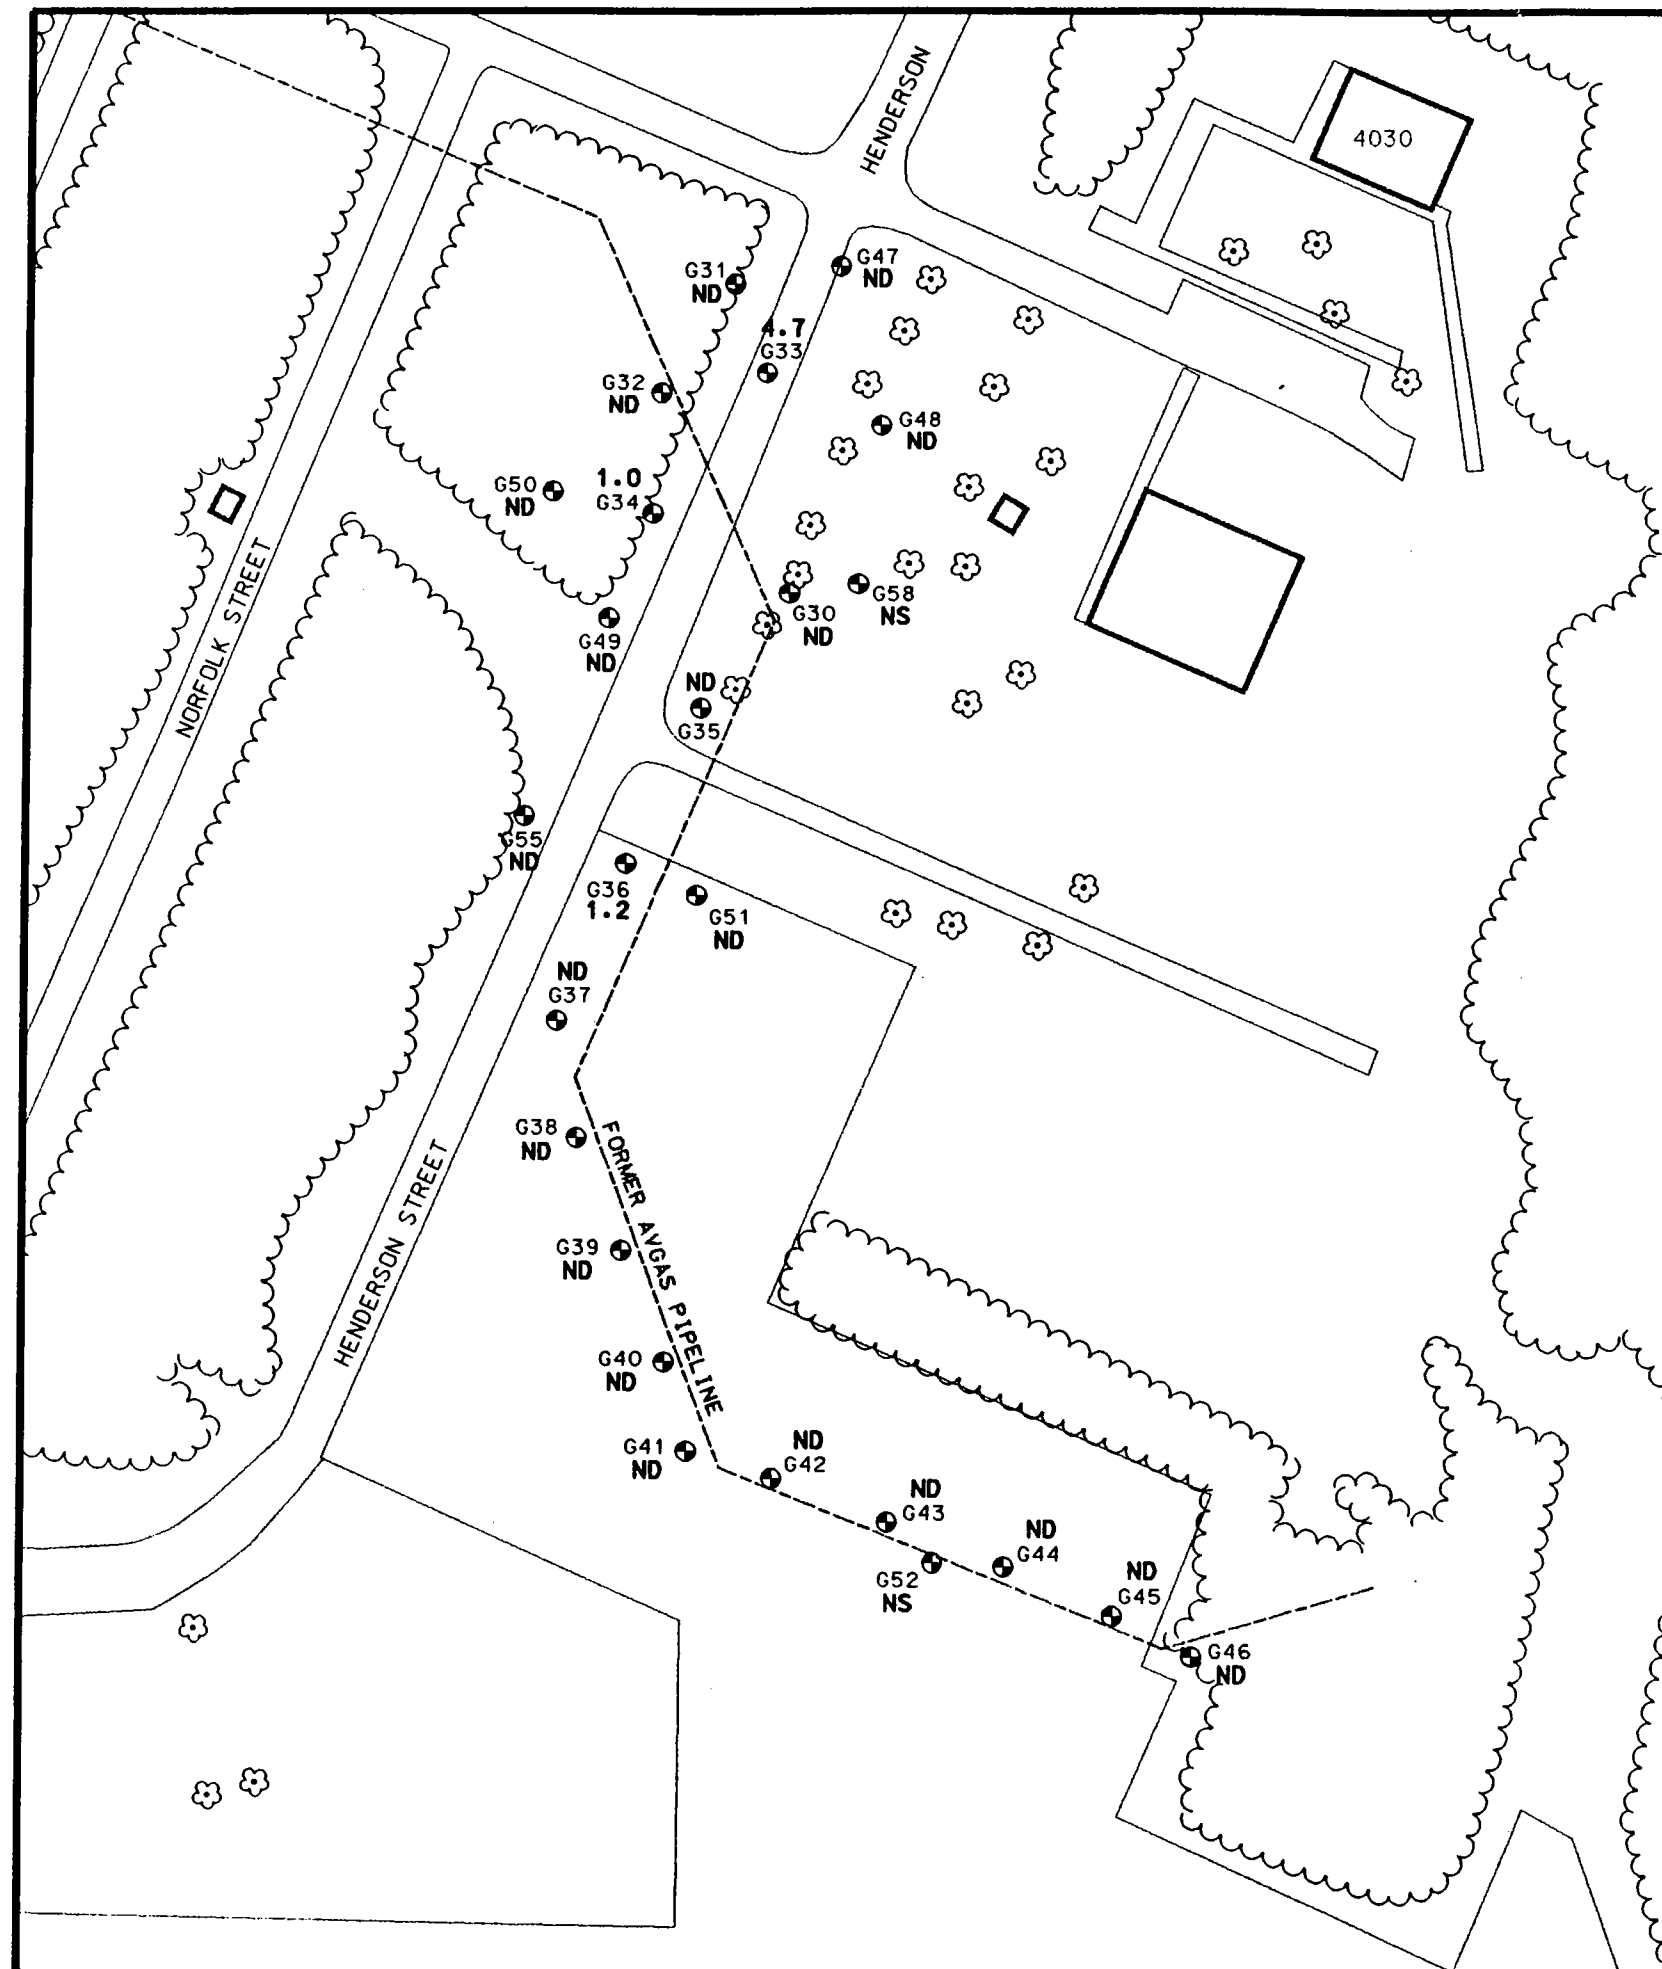 HENDERSON
4030
G47
ND
G31
ND
4.7
G33
G32
ND
G48
ND
1.0
G34
G50
ND
NORFOLK STREET
G58
NS
G30
ND
G49
ND
ND
G35
G55
ND
G36
1.2
G51
ND
ND
G37
G38
ND
FORMER AVGAS PIPELINE
HENDERSON STREET
G39
ND
G40
ND
G41
ND
ND
G42
ND
G43
ND
G44
G52
NS
ND
G45
G46
ND